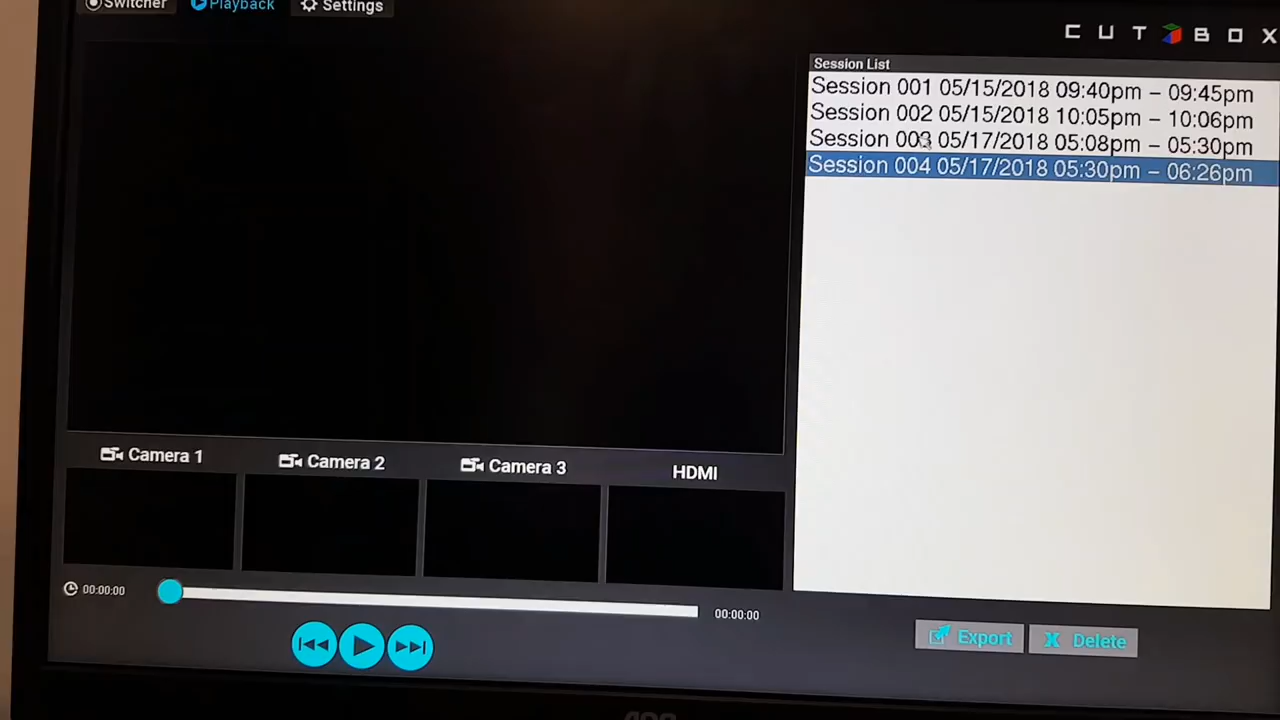 Switcher
Playback
Settings
CUTBOX
Session List
Session 001 05/15/2018 09:40pm – 09:45pm
Session 002 05/15/2018 10:05pm – 10:06pm
Session 003 05/17/2018 05:08pm – 05:30pm
Session 004 05/17/2018 05:30pm – 06:26pm
Camera 1
Camera 2
Camera 3
HDMI
00:00:00
00:00:00
Export
X Delete